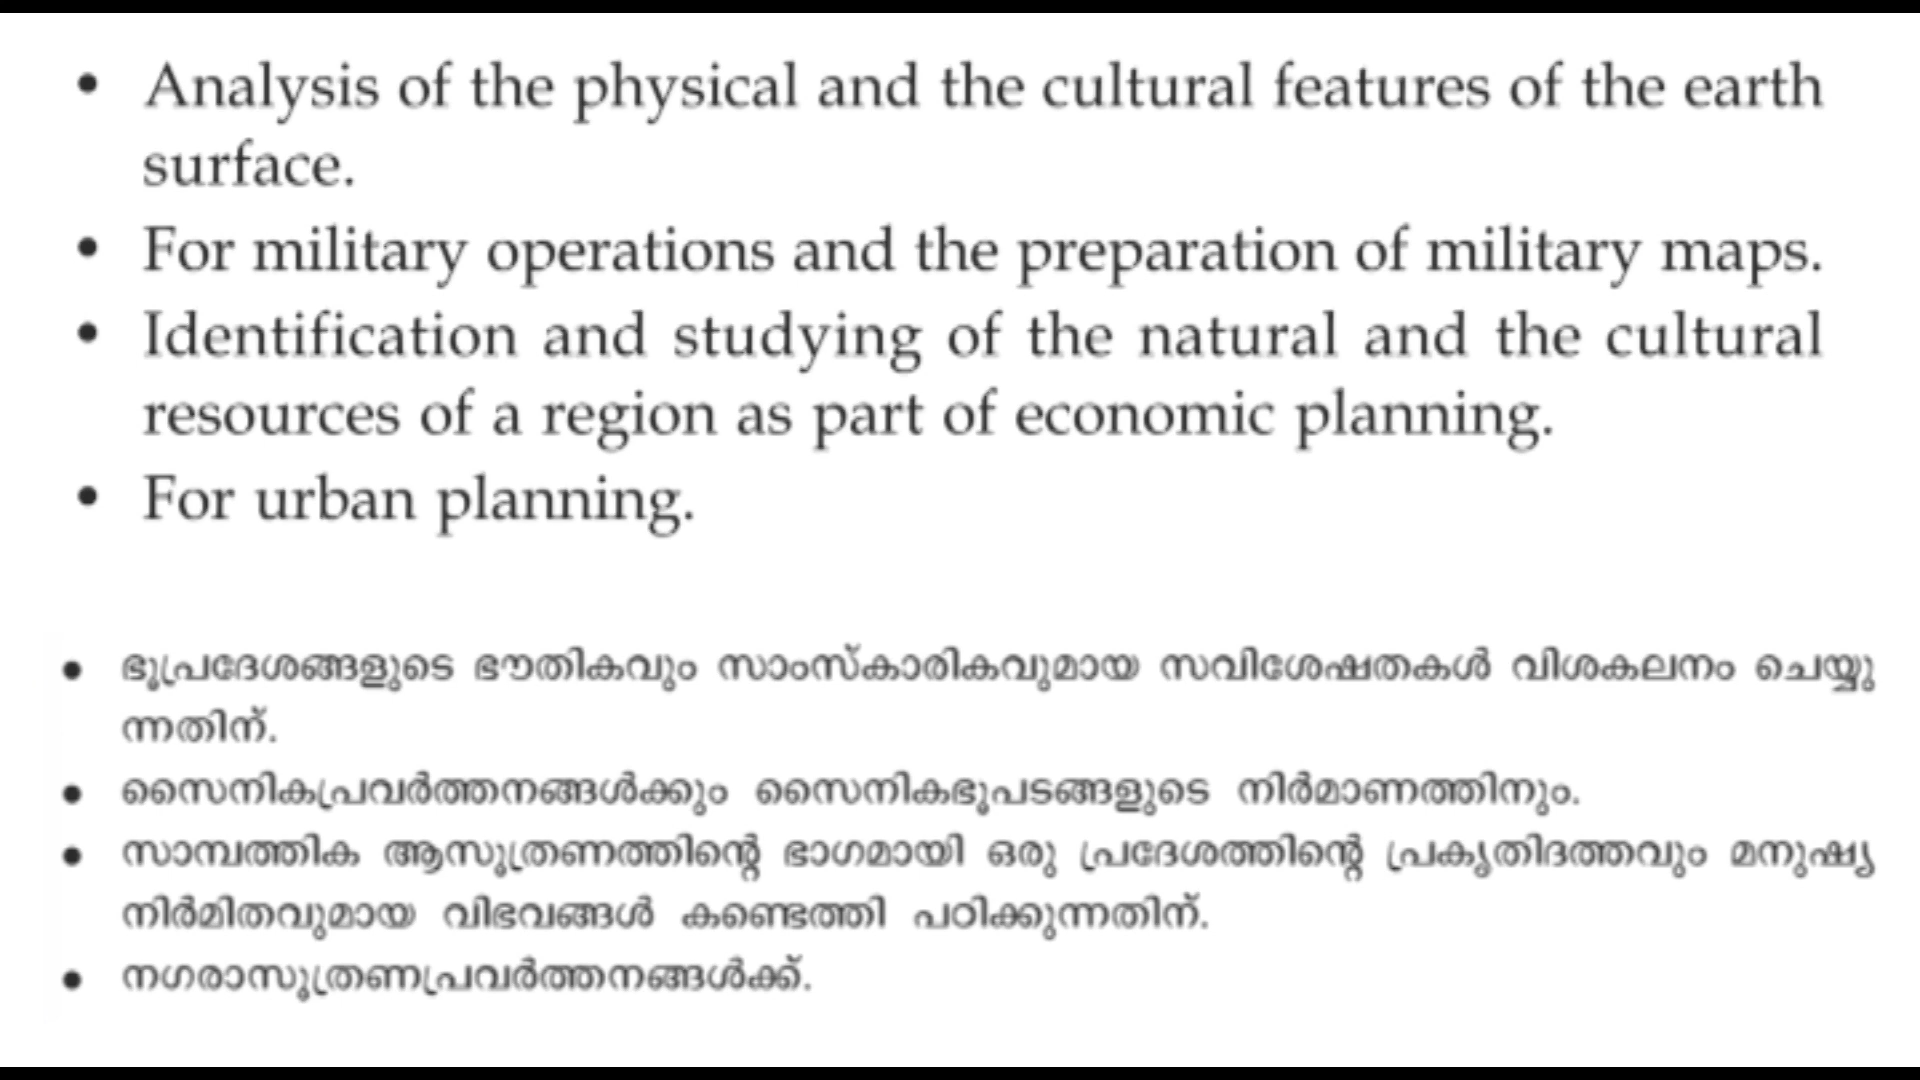 • Analysis of the physical and the cultural features of the earth
surface.
• For military operations and the preparation of military maps.
• Identification and studying of the natural and the cultural
resources of a region as part of economic planning.
• For urban planning.
• ഭൂപ്രദേശങ്ങളുടെ ഭൗതികവും സാംസ്കാരികവുമായ സവിശേഷതകൾ വിശകലനം ചെയ്യു
ന്നതിന്.
• സൈനികപ്രവർത്തനങ്ങൾക്കും സൈനികഭൂപടങ്ങളുടെ നിർമാണത്തിനും.
• സാമ്പത്തിക ആസൂത്രണത്തിന്റെ ഭാഗമായി ഒരു പ്രദേശത്തിന്റെ പ്രകൃതിദത്തവും മനുഷ്യ
നിർമിതവുമായ വിഭവങ്ങൾ കണ്ടെത്തി പഠിക്കുന്നതിന്.
• നഗരാസൂത്രണപ്രവർത്തനങ്ങൾക്ക്.